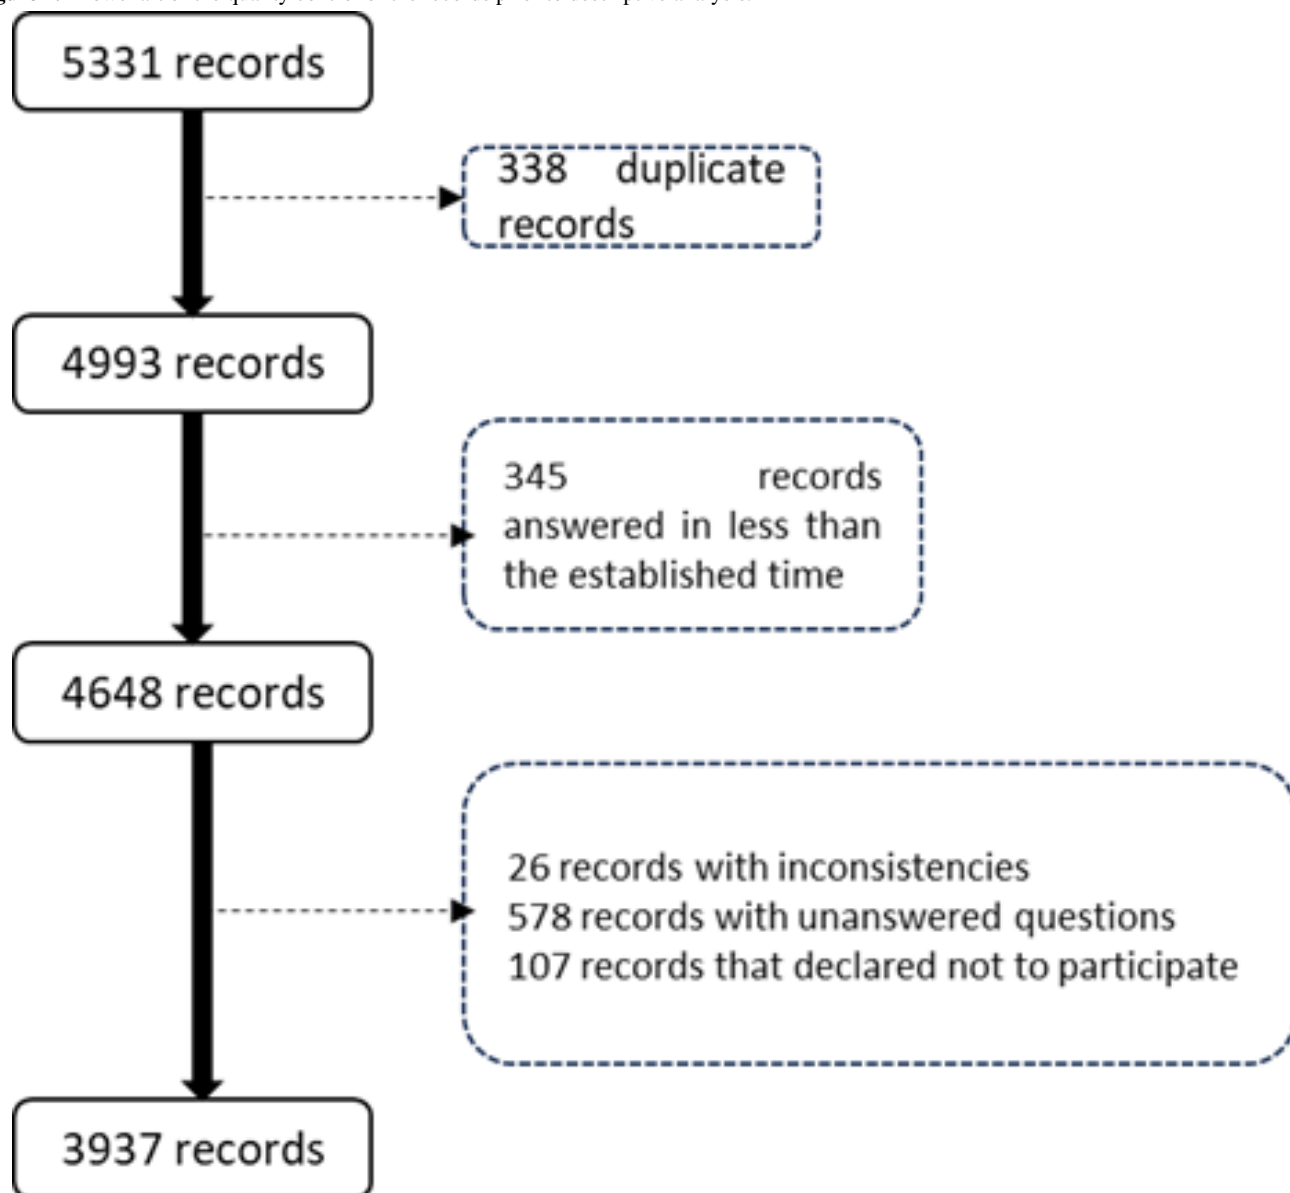 5331 records
338 duplicate
records
4993 records
345 records
answered in less than
the established time
4648 records
26 records with inconsistencies
578 records with unanswered questions
107 records that declared not to participate
3937 records